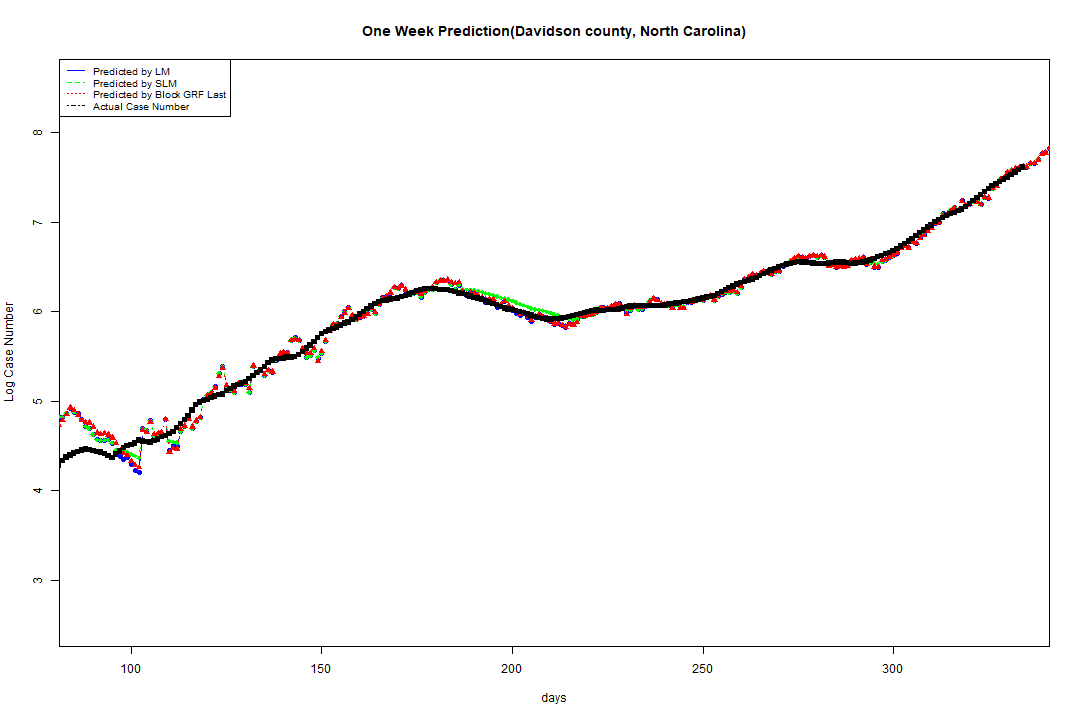 One Week Prediction(Davidson county, North Carolina)
Predicted by LM
Predicted by SLM
Predicted by Block GRF Last
Actual Case Number
Log Case Number
8
7
6
5
4
3
100 150 200 250 300
days